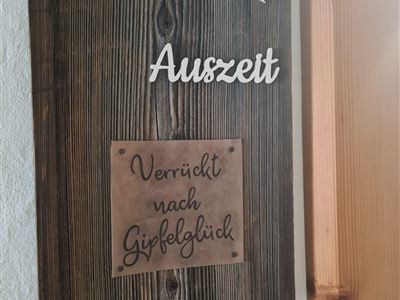 Auszeit
Verrückt
nach
Gipfelglück